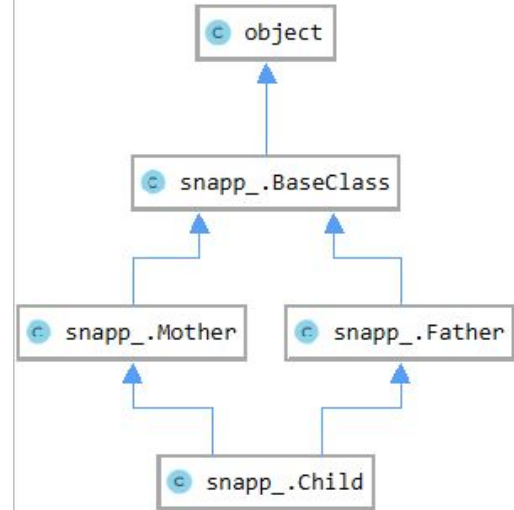 C object
C snapp_.BaseClass
C snapp_.Mother
C snapp_.Father
C snapp_.Child